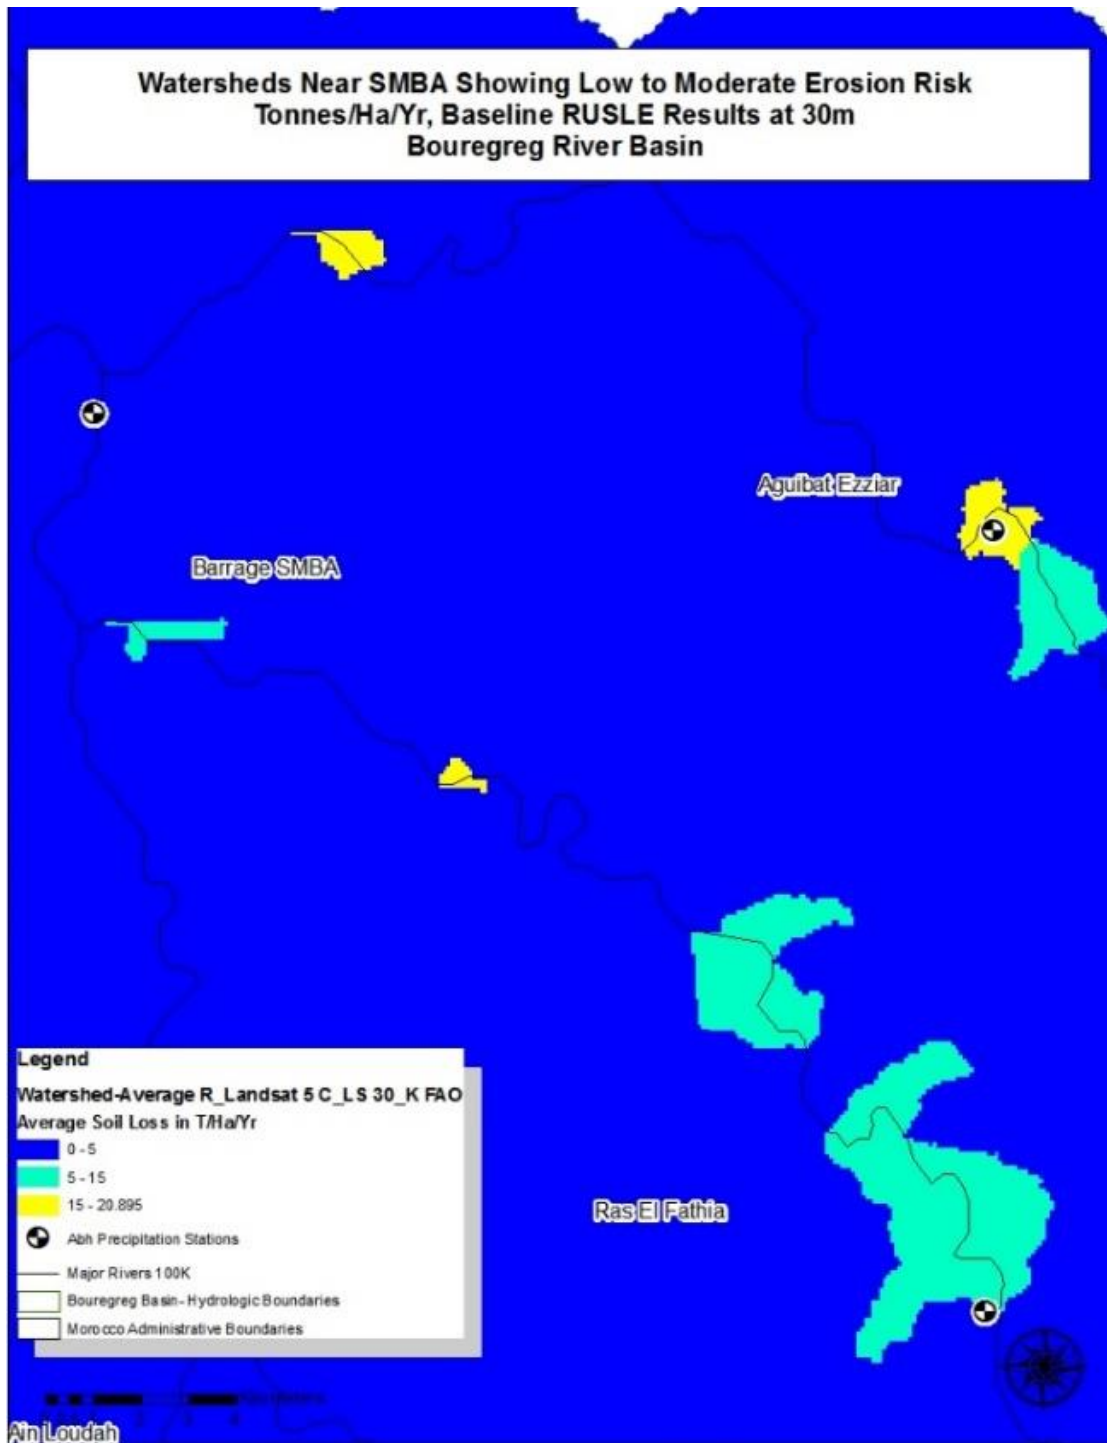 Watersheds Near SMBA Showing Low to Moderate Erosion Risk
Tonnes/Ha/Yr, Baseline RUSLE Results at 30m
Bouregreg River Basin
Aguibat Ezziar
Barrage SMBA
Ras El Fathia
Legend
Watershed-Average R_Landsat 5 C_LS 30_K FAO
Average Soil Loss in T/Ha/Yr
0 - 5
5 - 15
15 - 20.895
Abh Precipitation Stations
Major Rivers 100K
Bouregreg Basin- Hydrologic Boundaries
Morocco Administrative Boundaries
Ain Loudah